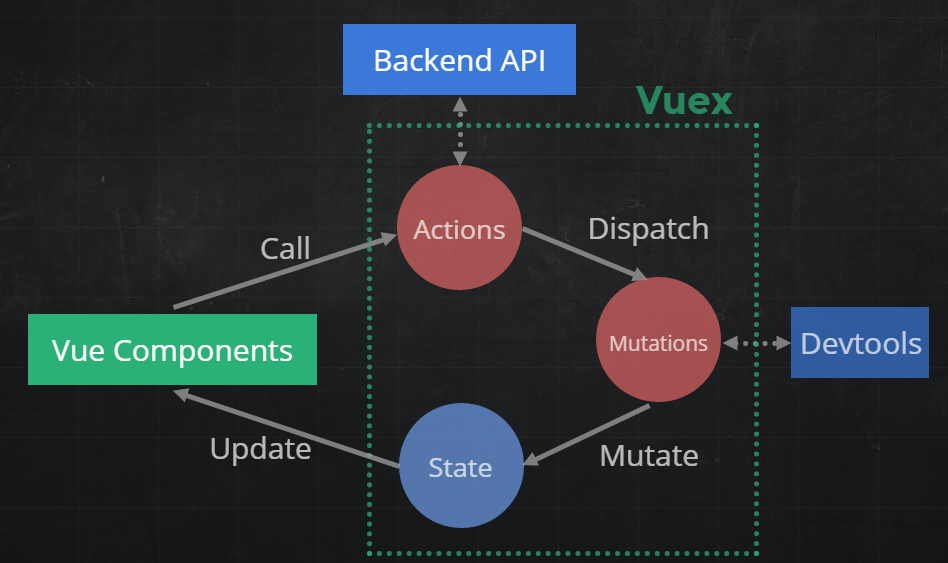 Backend API
Vuex
Actions
Dispatch
Call
Mutations
Devtools
Vue Components
Update
State
Mutate